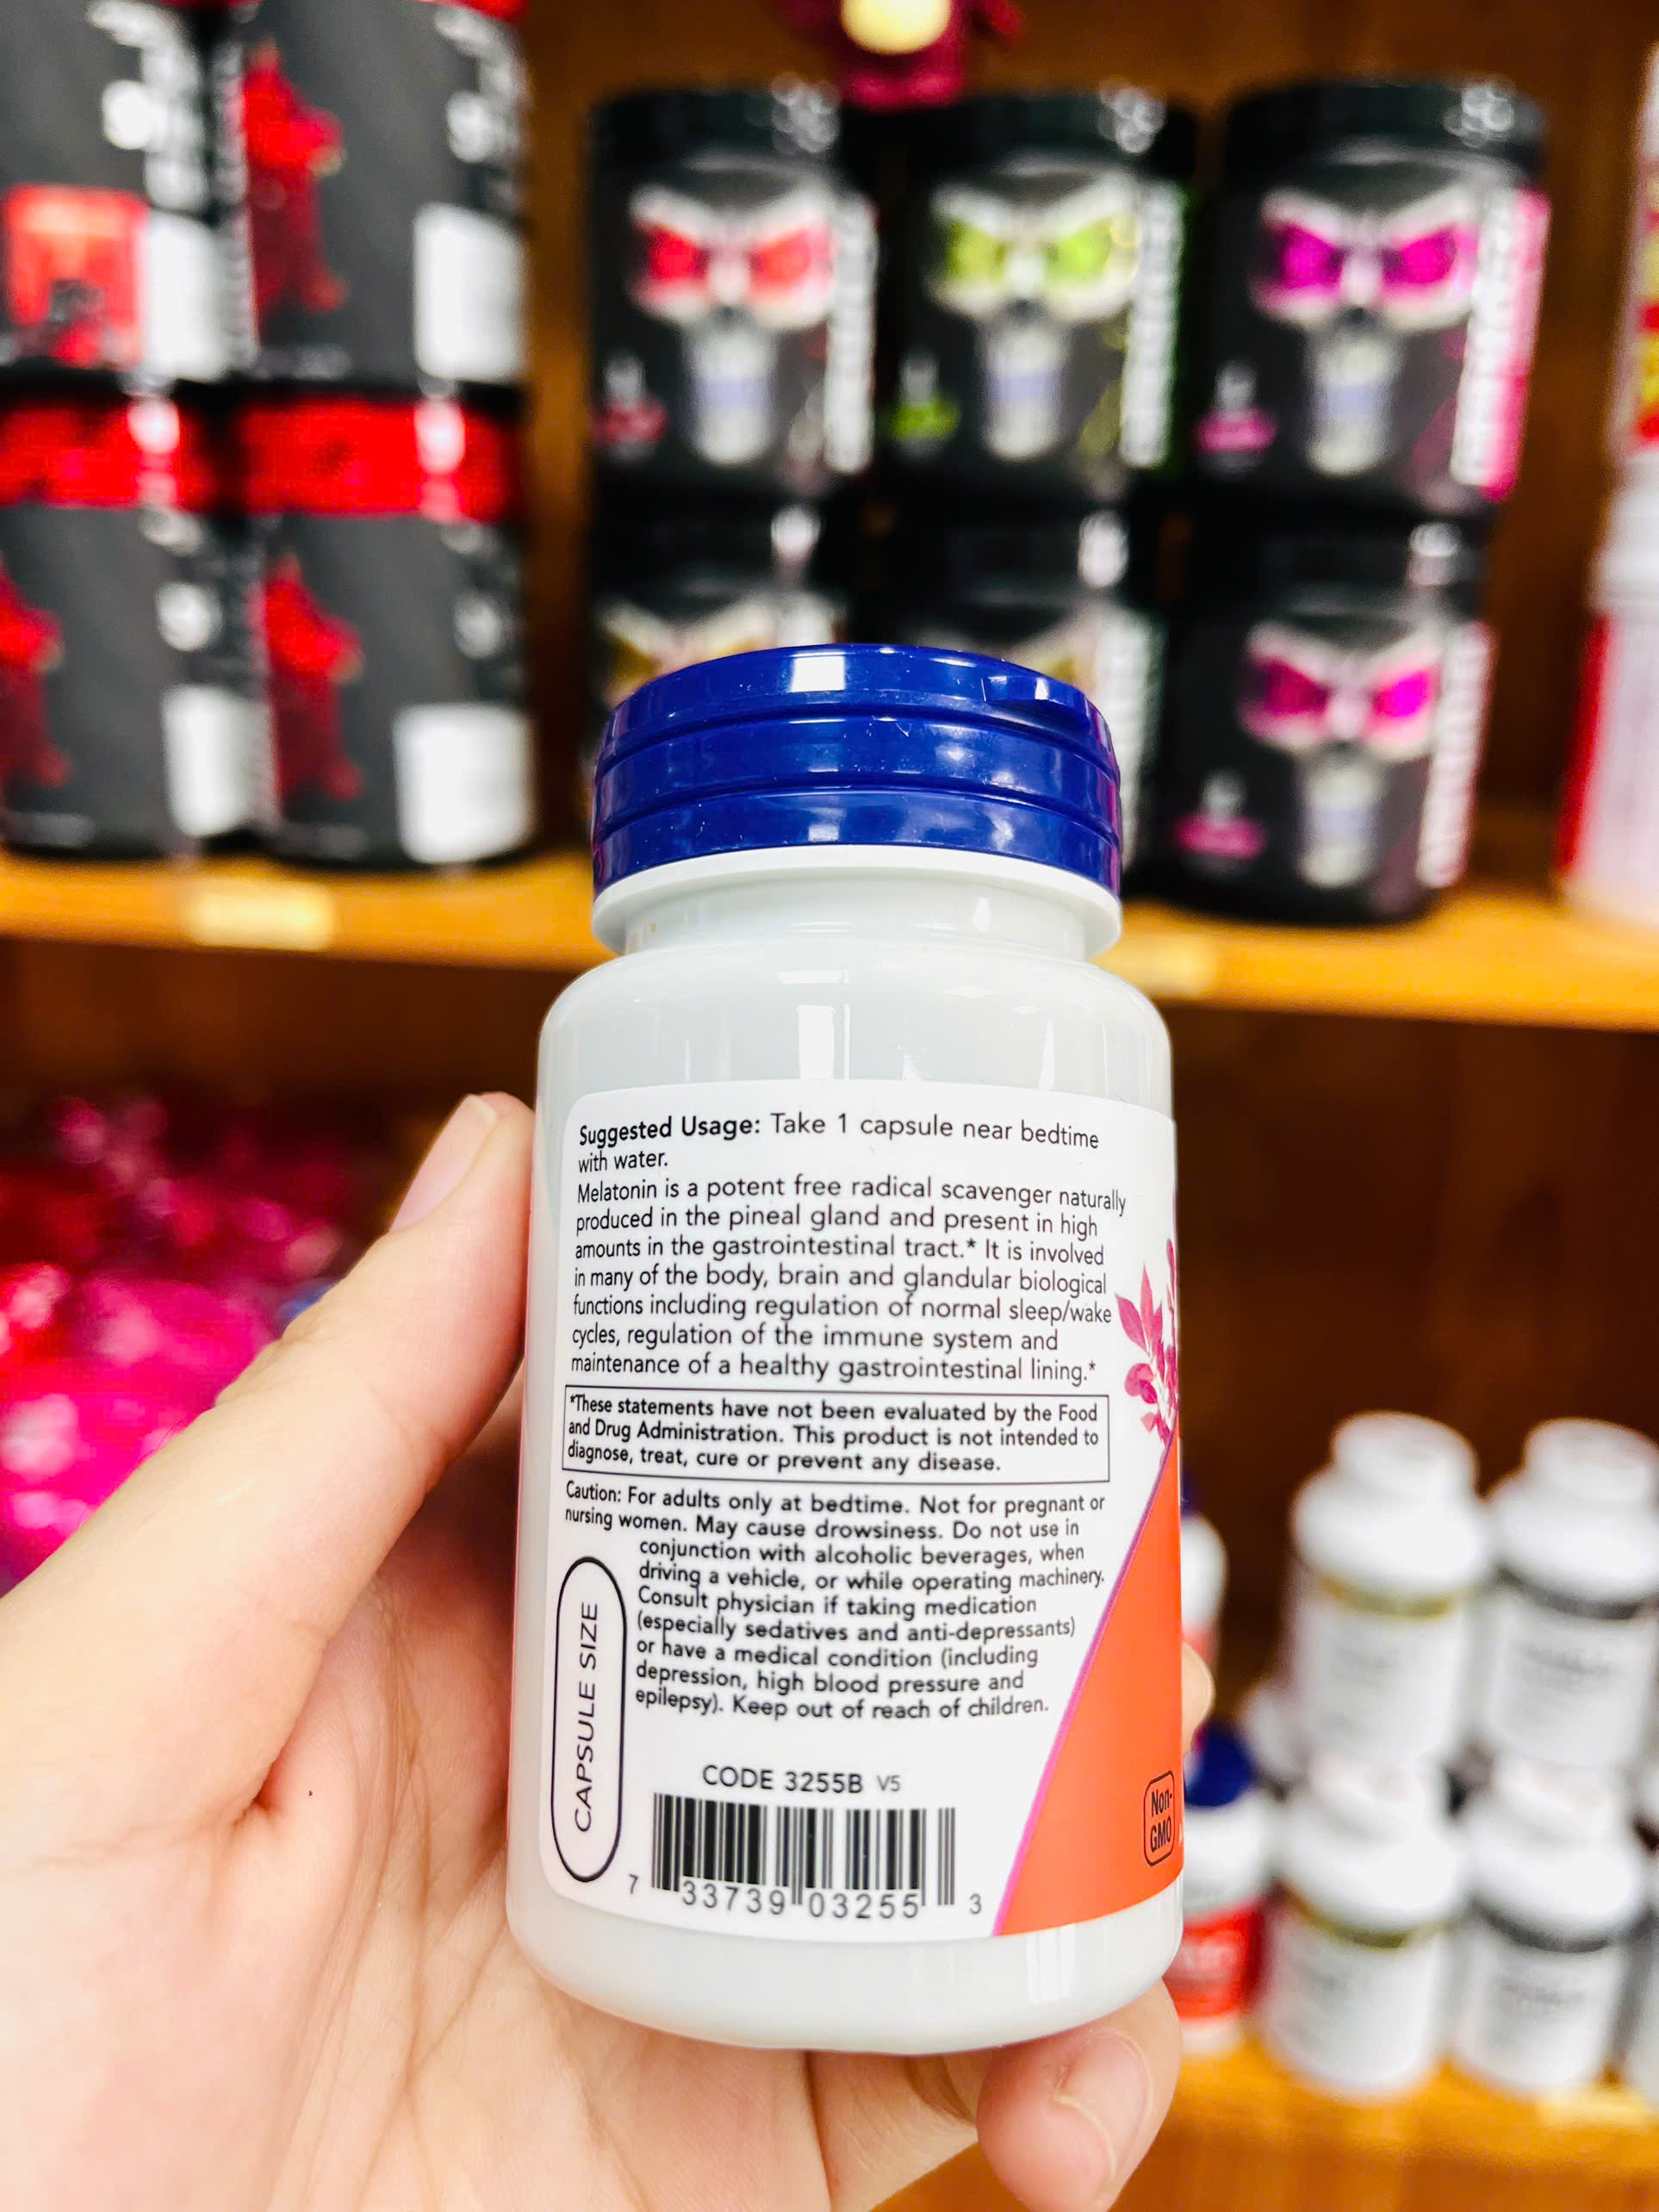 Suggested Usage: Take 1 capsule near bedtime
with water.
Melatonin is a potent free radical scavenger naturally
produced in the pineal gland and present in high
amounts in the gastrointestinal tract.* It is involved
in many of the body, brain and glandular biological
functions including regulation of normal sleep/wake
cycles, regulation of the immune system and
maintenance of a healthy gastrointestinal lining.*
*These statements have not been evaluated by the Food
and Drug Administration. This product is not intended to
diagnose, treat, cure or prevent any disease.
Caution: For adults only at bedtime. Not for pregnant or
nursing women. May cause drowsiness. Do not use in
conjunction with alcoholic beverages, when
driving a vehicle, or while operating machinery.
Consult physician if taking medication
(especially sedatives and anti-depressants)
or have a medical condition (including
depression, high blood pressure and
epilepsy). Keep out of reach of children.
CAPSULE SIZE
CODE 3255B V5
7 33739 03255 3
Non-
GMO